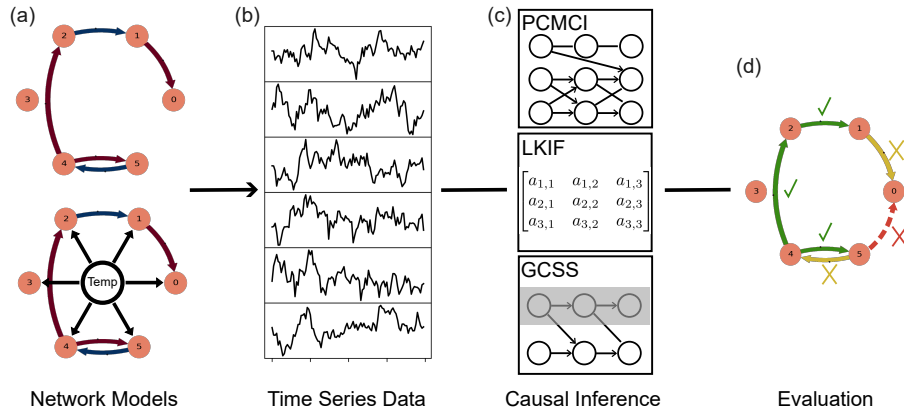 (a)
(b)
(c)
(d)
2
1
3
0
4
5
2
1
3
Temp
0
4
5
PCMCI
LKIF
a1,1 a1,2 a1,3
a2,1 a2,2 a2,3
a3,1 a3,2 a3,3
GCSS
2
1
✓
X
3
✓
0
✓
X
4
5
X
Network Models
Time Series Data
Causal Inference
Evaluation